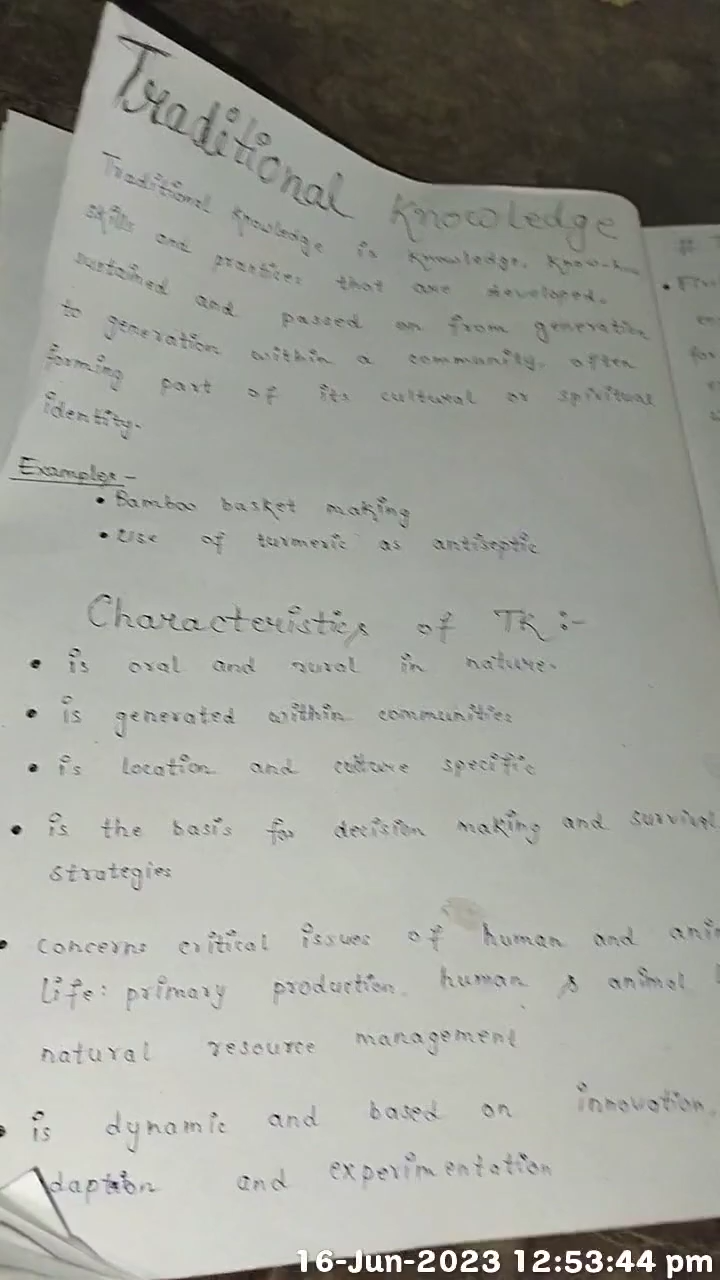 Traditional Knowledge
Traditional Knowledge is Knowledge, Know-h
skills and practices that are developed,
sustained and passed on from generation
to generation within a community, often
forming part of its cultural or spiritual
identity.
Examples -
• Bamboo basket making
• Use of turmeric as antiseptic
Characteristics of TK :-
• is oral and rural in nature.
• is generated within communities
• is location and culture specific
• is the basis for decision making and survival
strategies
• concerns critical issues of human and ani
life: primary production, human & animal
natural resource management
• is dynamic and based on innovation,
daption and experimentation
#
•
for
16-Jun-2023 12:53:44 pm